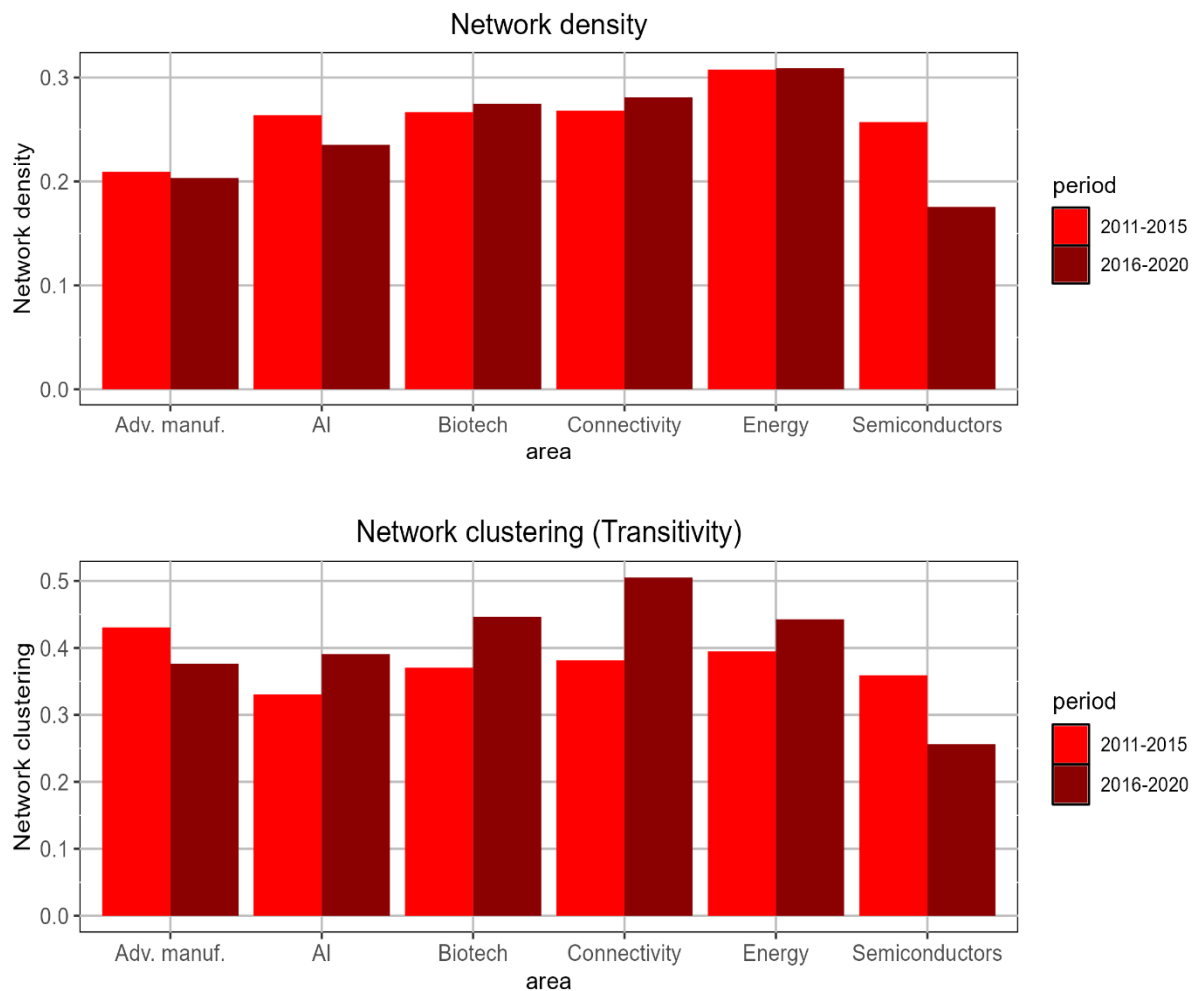 Network density
Network density
0.3
0.2
0.1
0.0
Adv. manuf. AI Biotech Connectivity Energy Semiconductors
area
period
2011-2015
2016-2020
Network clustering (Transitivity)
Network clustering
0.5
0.4
0.3
0.2
0.1
0.0
Adv. manuf. AI Biotech Connectivity Energy Semiconductors
area
period
2011-2015
2016-2020